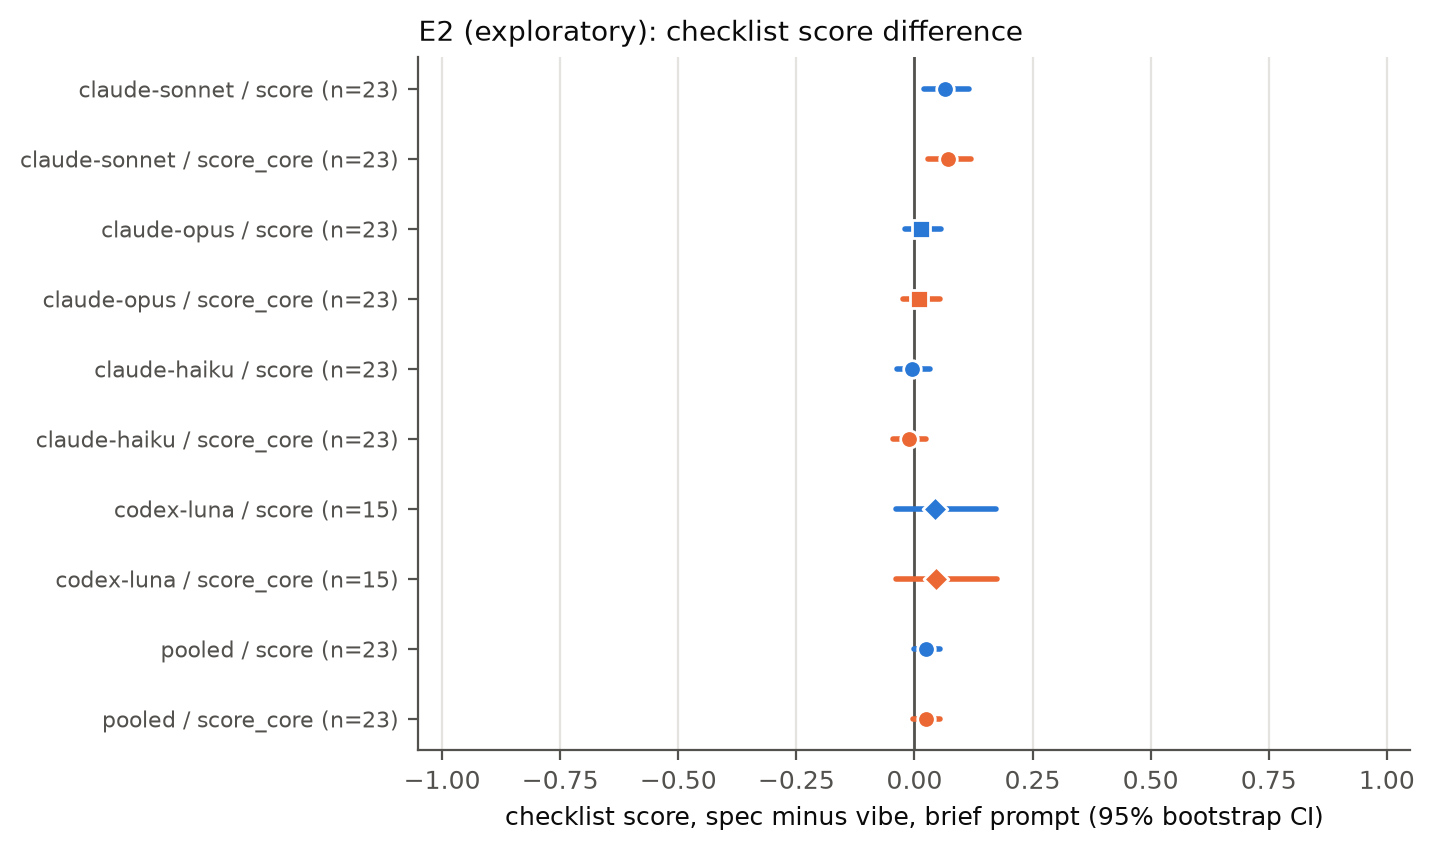 E2 (exploratory): checklist score difference
claude-sonnet / score (n=23)
claude-sonnet / score_core (n=23)
claude-opus / score (n=23)
claude-opus / score_core (n=23)
claude-haiku / score (n=23)
claude-haiku / score_core (n=23)
codex-luna / score (n=15)
codex-luna / score_core (n=15)
pooled / score (n=23)
pooled / score_core (n=23)
−1.00 −0.75 −0.50 −0.25 0.00 0.25 0.50 0.75 1.00
checklist score, spec minus vibe, brief prompt (95% bootstrap CI)